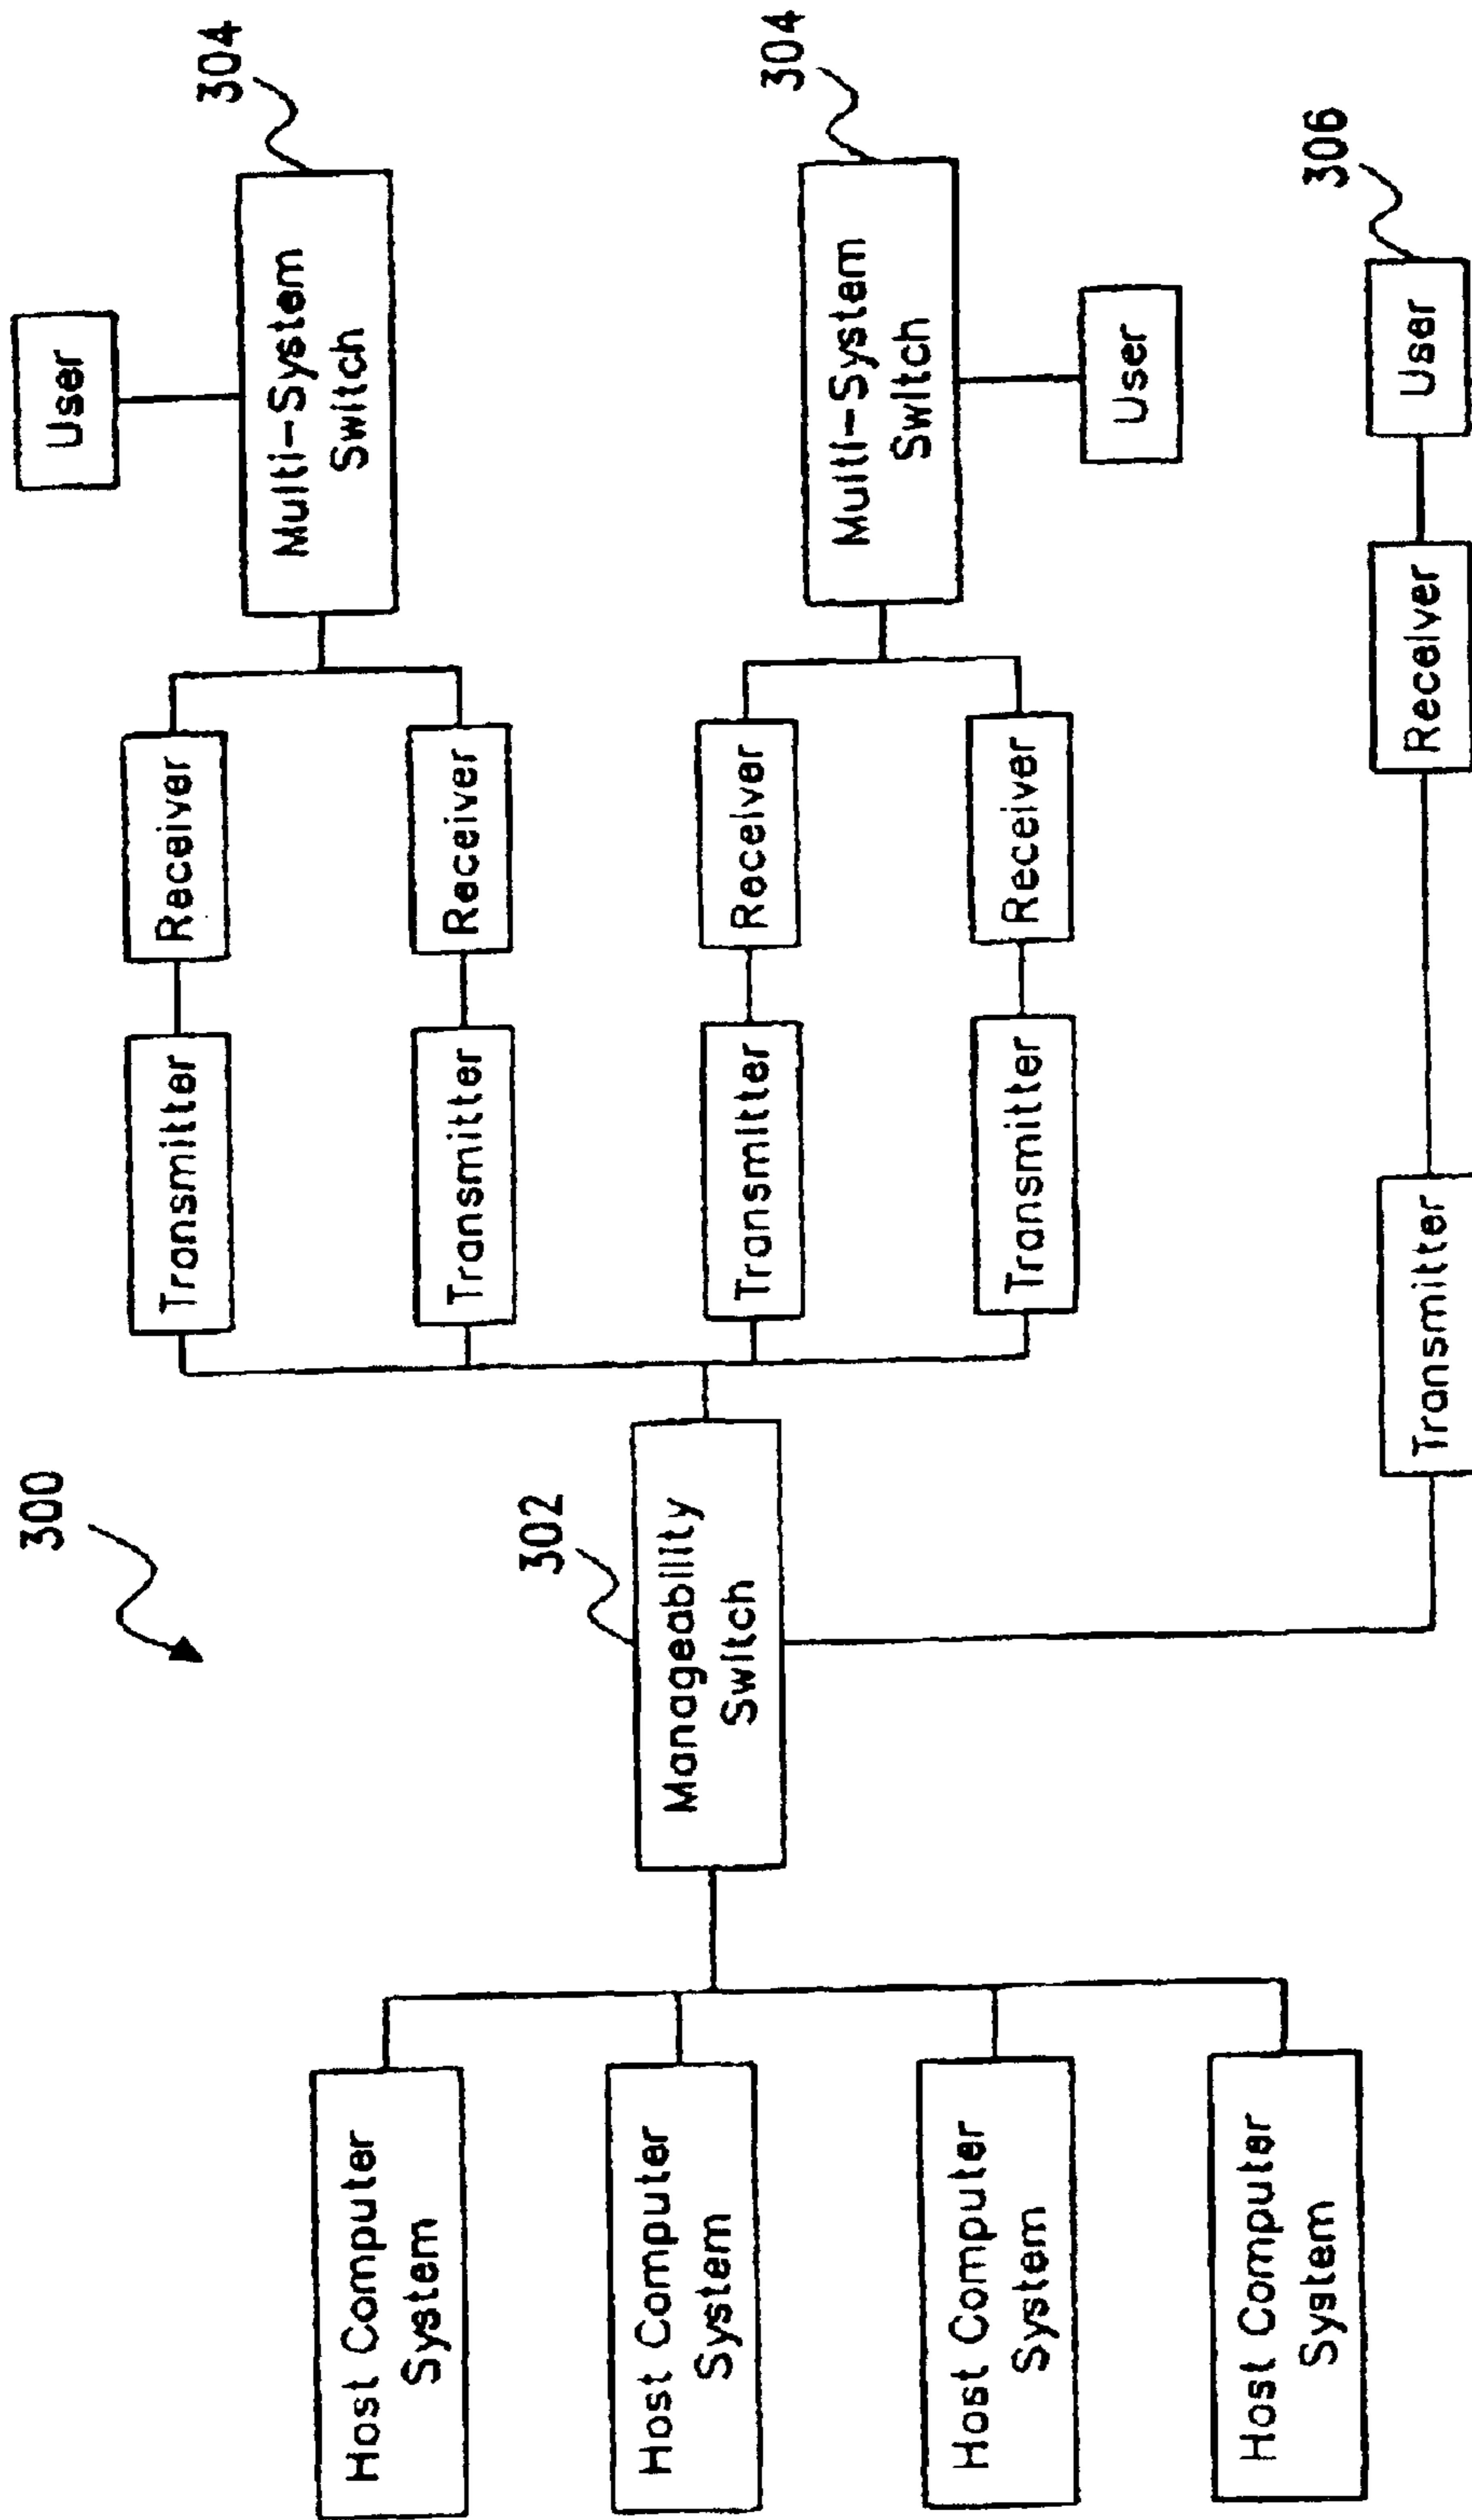 300
304
User
Multi-System
Switch
Receiver
Transmitter
Receiver
Transmitter
302
Manageability
Switch
Host Computer
System
Host Computer
System
Host Computer
System
Host Computer
System
304
Multi-System
Switch
User
Receiver
Transmitter
Receiver
Transmitter
306
User
Receiver
Transmitter